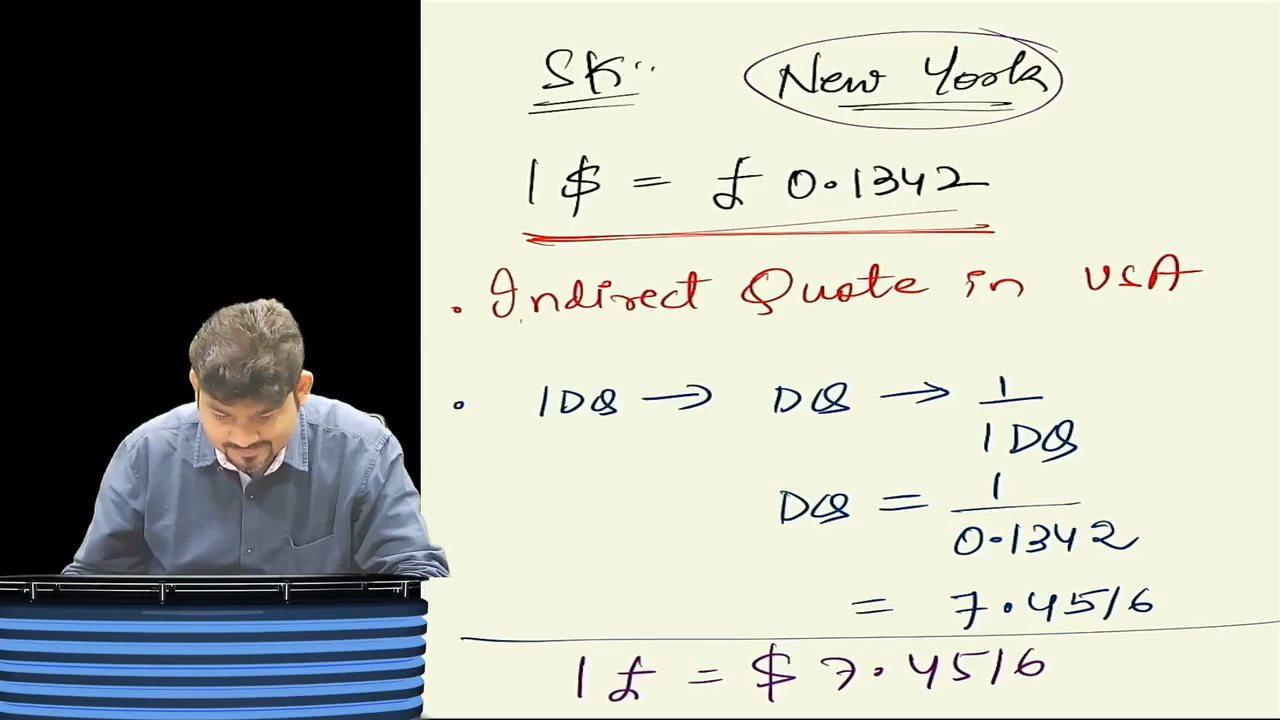 SK..
New York
1 $ = £ 0.1342
. Indirect Quote in USA
. IDQ → DQ → 1/IDQ
DQ = 1/0.1342
= 7.4516
1 £ = $ 7.4516